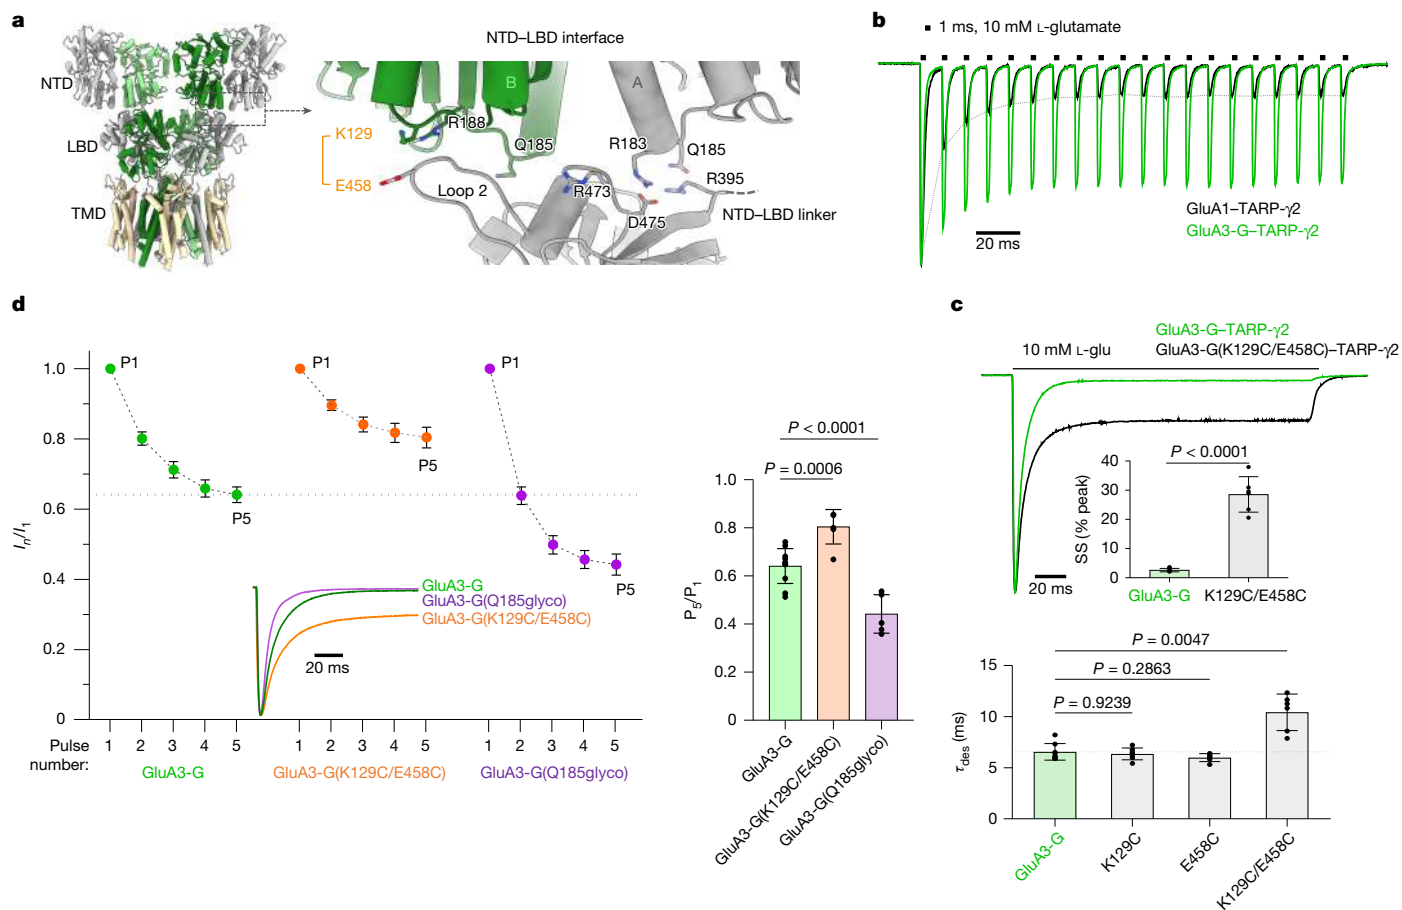 a
NTD–LBD interface
NTD
LBD
TMD
K129
E458
B
A
R188
Q185
R183
Q185
R395
R473
Loop 2
D475
NTD–LBD linker
b
1 ms, 10 mM L-glutamate
GluA1–TARP-γ2
GluA3-G–TARP-γ2
20 ms
d
1.0
0.8
0.6
0.4
0.2
0
Iₙ/I₁
P1
P5
P1
P5
P1
P5
GluA3-G
GluA3-G(Q185glyco)
GluA3-G(K129C/E458C)
20 ms
Pulse number:
1 2 3 4 5
1 2 3 4 5
1 2 3 4 5
GluA3-G
GluA3-G(K129C/E458C)
GluA3-G(Q185glyco)
P < 0.0001
P = 0.0006
1.0
0.8
0.6
0.4
0.2
0
P₅/P₁
GluA3-G
GluA3-G(K129C/E458C)
GluA3-G(Q185glyco)
c
GluA3-G–TARP-γ2
10 mM L-glu
GluA3-G(K129C/E458C)–TARP-γ2
20 ms
P < 0.0001
40
30
20
10
0
SS (% peak)
GluA3-G
K129C/E458C
P = 0.0047
P = 0.2863
P = 0.9239
15
10
5
0
τdes (ms)
GluA3-G
K129C
E458C
K129C/E458C